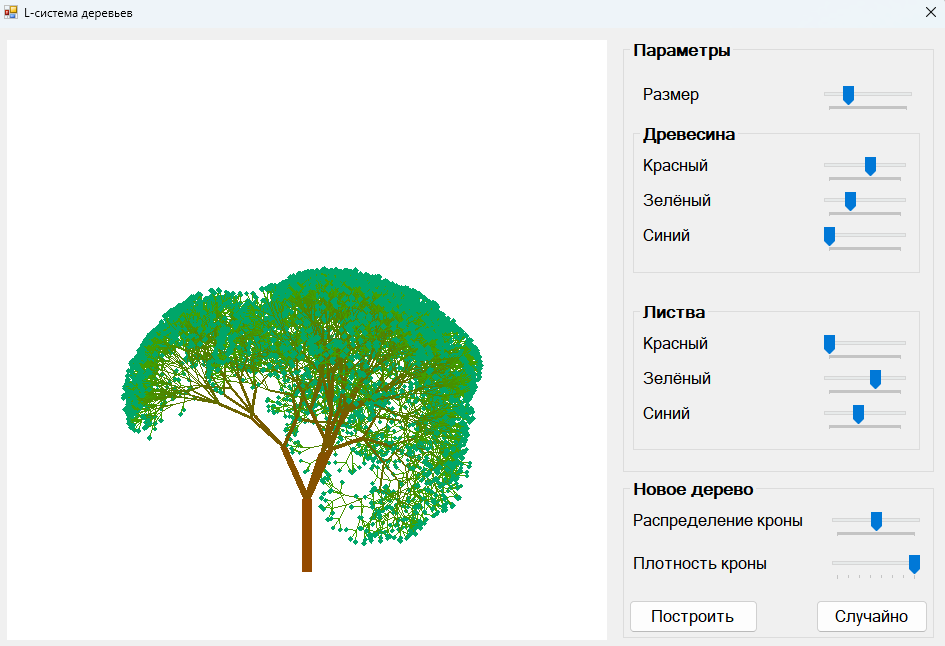 L-система деревьев
Параметры
Размер
Древесина
Красный
Зелёный
Синий
Листва
Красный
Зелёный
Синий
Новое дерево
Распределение кроны
Плотность кроны
Построить
Случайно